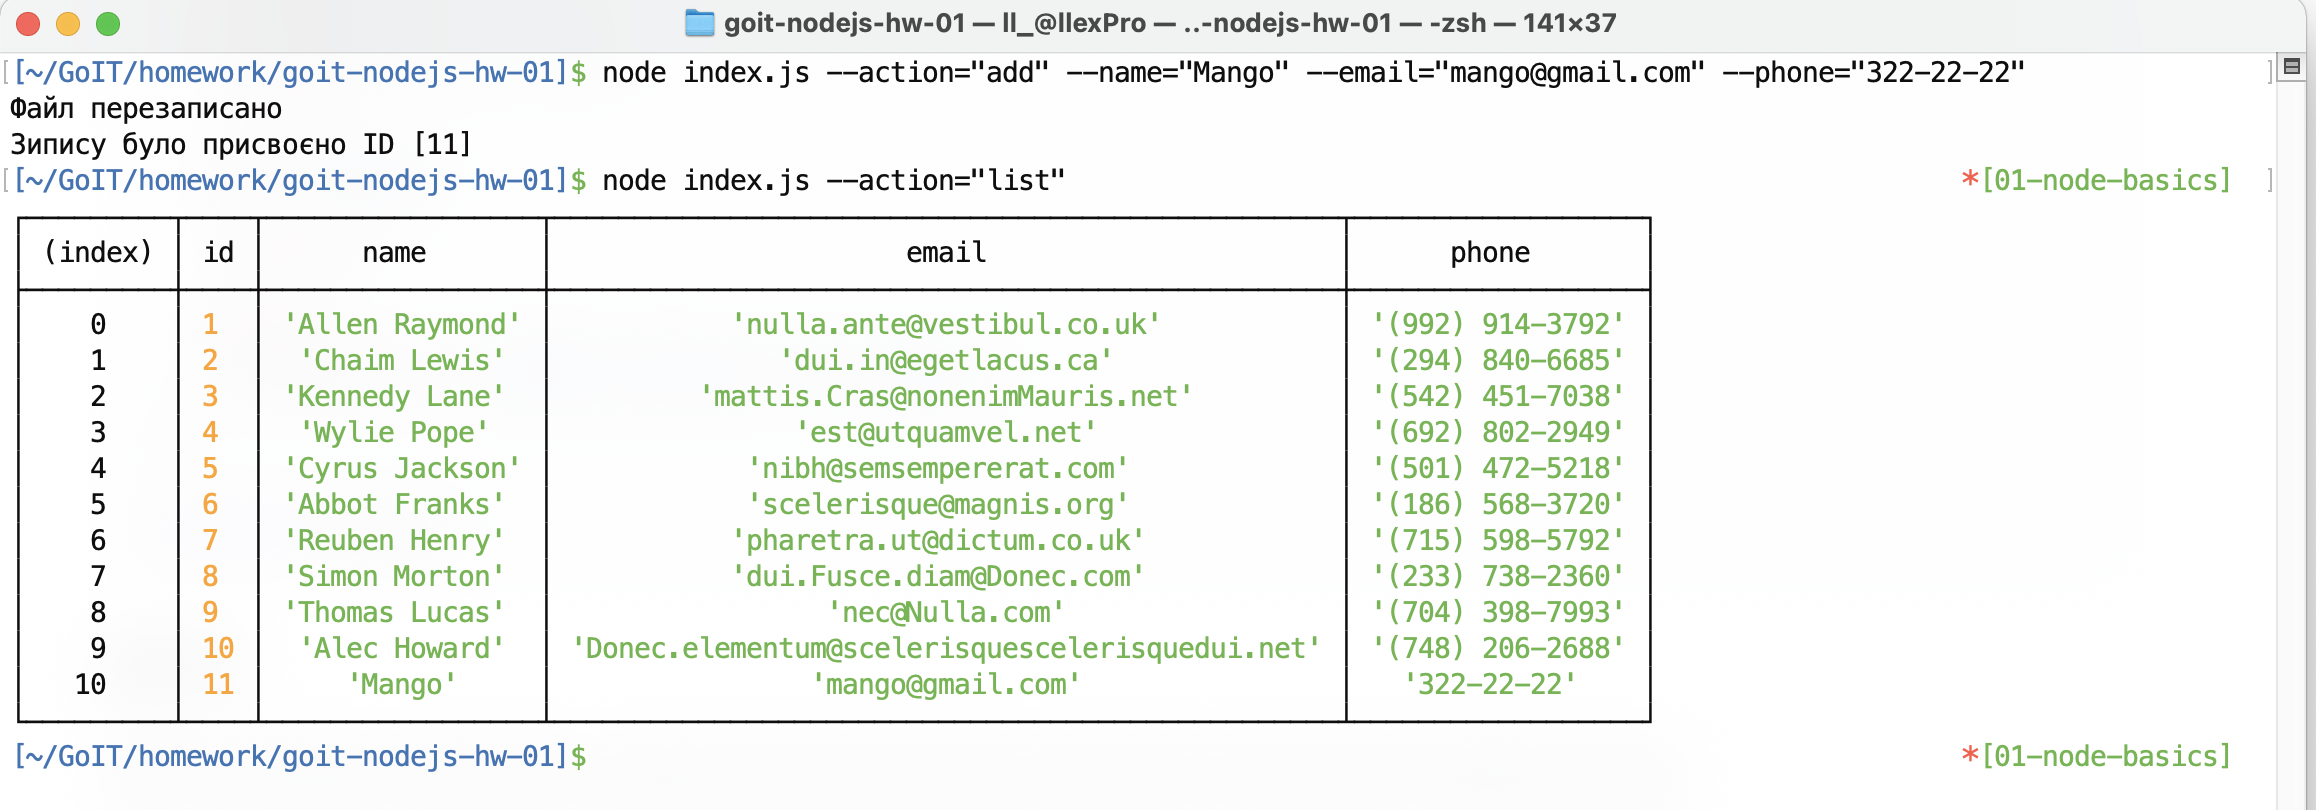 goit-nodejs-hw-01 — ll_@llexPro — ..-nodejs-hw-01 — -zsh — 141×37
[~/GoIT/homework/goit-nodejs-hw-01]$ node index.js --action="add" --name="Mango" --email="mango@gmail.com" --phone="322-22-22"
Файл перезаписано
Зипису було присвоєно ID [11]
[~/GoIT/homework/goit-nodejs-hw-01]$ node index.js --action="list" *[01-node-basics]
(index) id name email phone
0 1 'Allen Raymond' 'nulla.ante@vestibul.co.uk' '(992) 914-3792'
1 2 'Chaim Lewis' 'dui.in@egetlacus.ca' '(294) 840-6685'
2 3 'Kennedy Lane' 'mattis.Cras@nonenimMauris.net' '(542) 451-7038'
3 4 'Wylie Pope' 'est@utquamvel.net' '(692) 802-2949'
4 5 'Cyrus Jackson' 'nibh@semsempererat.com' '(501) 472-5218'
5 6 'Abbot Franks' 'scelerisque@magnis.org' '(186) 568-3720'
6 7 'Reuben Henry' 'pharetra.ut@dictum.co.uk' '(715) 598-5792'
7 8 'Simon Morton' 'dui.Fusce.diam@Donec.com' '(233) 738-2360'
8 9 'Thomas Lucas' 'nec@Nulla.com' '(704) 398-7993'
9 10 'Alec Howard' 'Donec.elementum@scelerisquescelerisquedui.net' '(748) 206-2688'
10 11 'Mango' 'mango@gmail.com' '322-22-22'
[~/GoIT/homework/goit-nodejs-hw-01]$ *[01-node-basics]